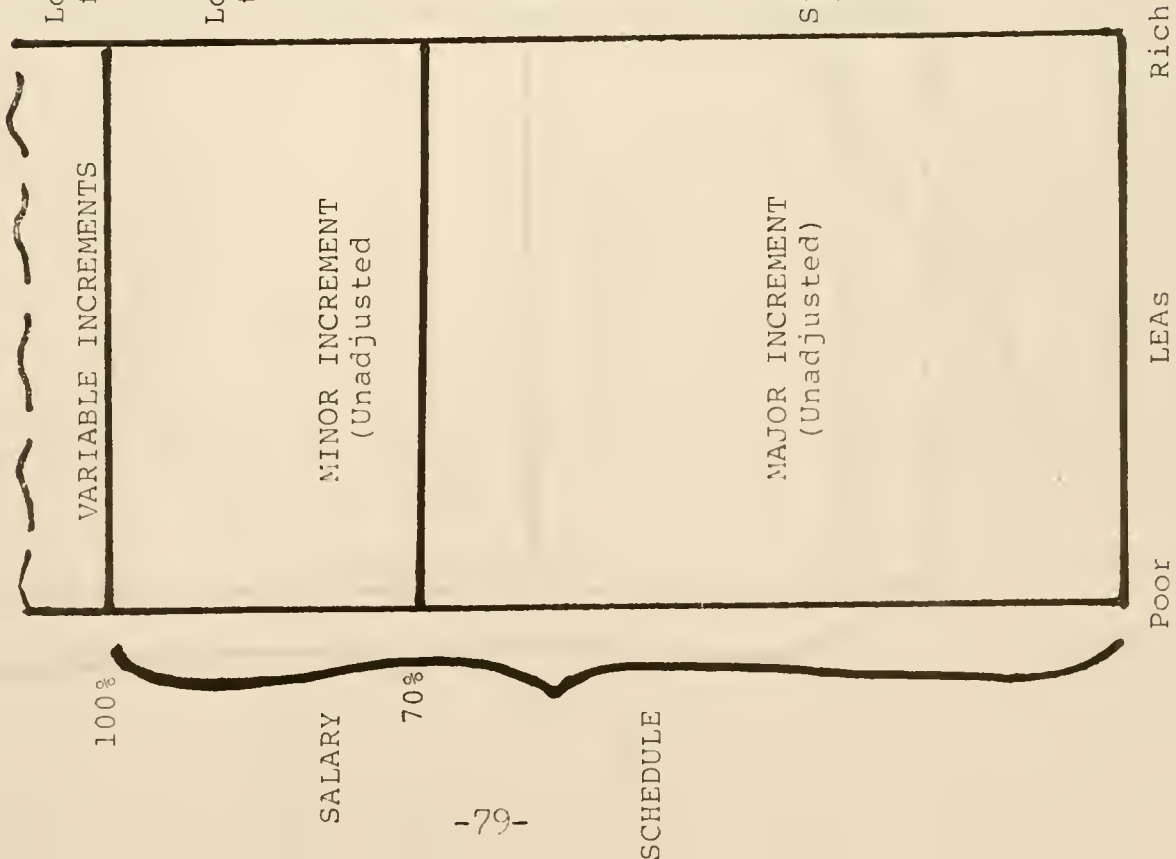 VARIABLE INCREMENTS
100%
MINOR INCREMENT
(Unadjusted
SALARY
70%
MAJOR INCREMENT
(Unadjusted)
SCHEDULE
Poor
LEAs
Rich
-79-